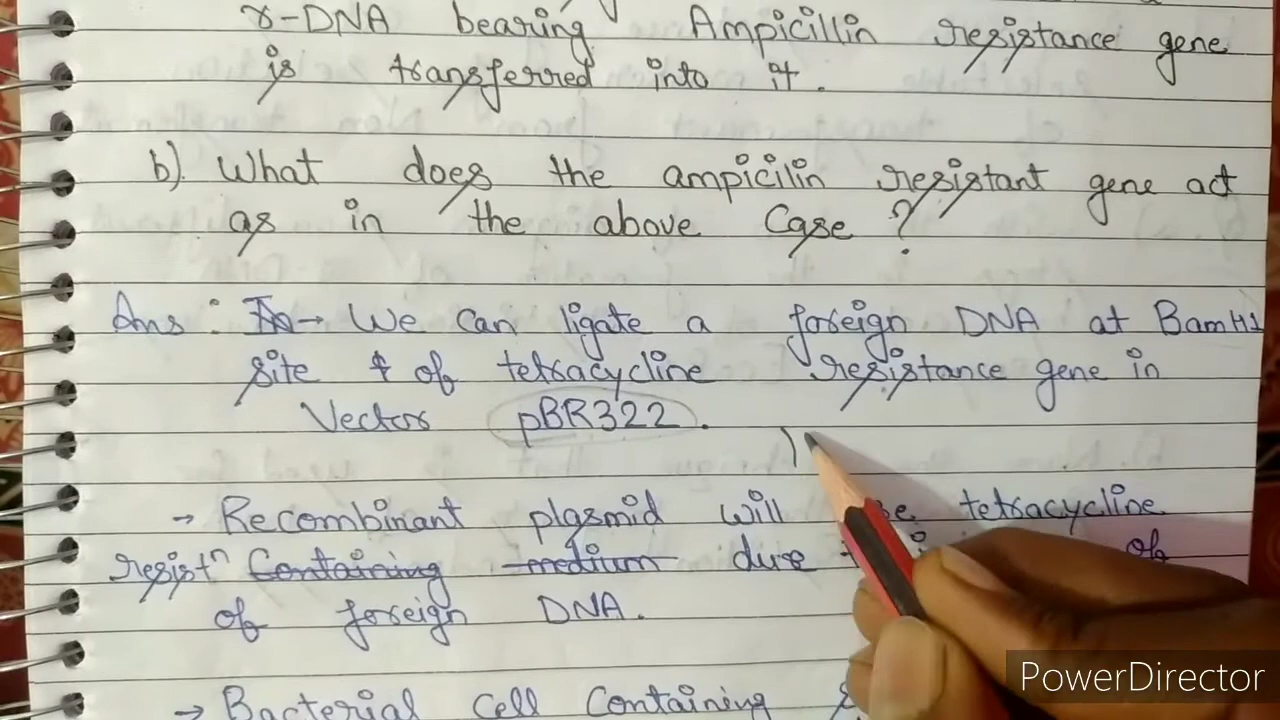 r-DNA bearing Ampicillin resistance gene
is transferred into it.
b). What does the ampicilin resistant gene act
as in the above Case ?
Ans : → We can ligate a foreign DNA at BamH1
site of tetracycline resistance gene in
Vector pBR322.
→ Recombinant plasmid will tetracycline
resistn Containing medium due of
of foreign DNA.
→ Bacterial cell Containing
PowerDirector